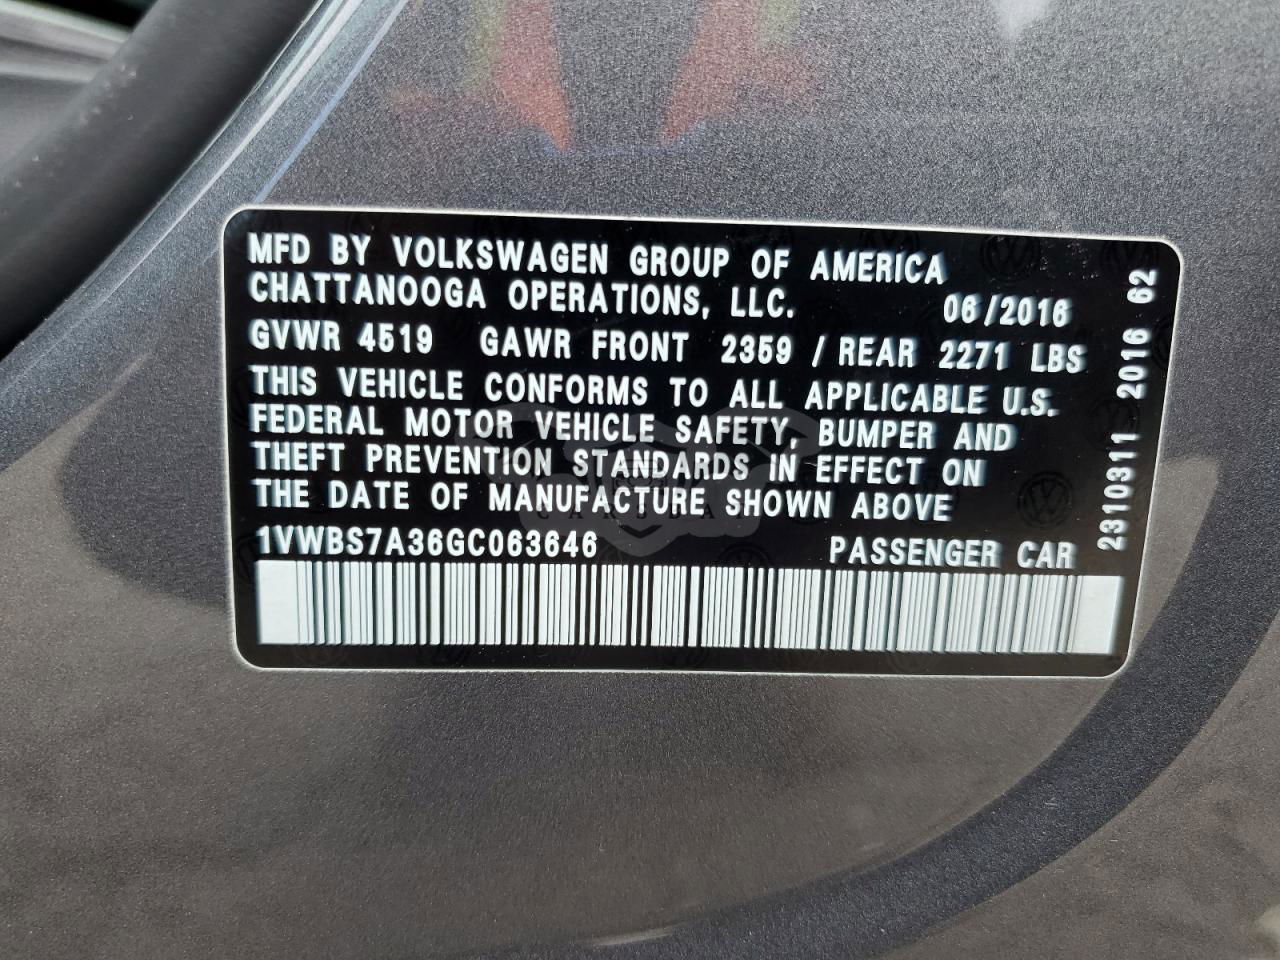 MFD BY VOLKSWAGEN GROUP OF AMERICA
CHATTANOOGA OPERATIONS, LLC. 06/2016
GVWR 4519 GAWR FRONT 2359 / REAR 2271 LBS
THIS VEHICLE CONFORMS TO ALL APPLICABLE U.S.
FEDERAL MOTOR VEHICLE SAFETY, BUMPER AND
THEFT PREVENTION STANDARDS IN EFFECT ON
THE DATE OF MANUFACTURE SHOWN ABOVE
1VWBS7A36GC063646 PASSENGER CAR
2310311 2016 62